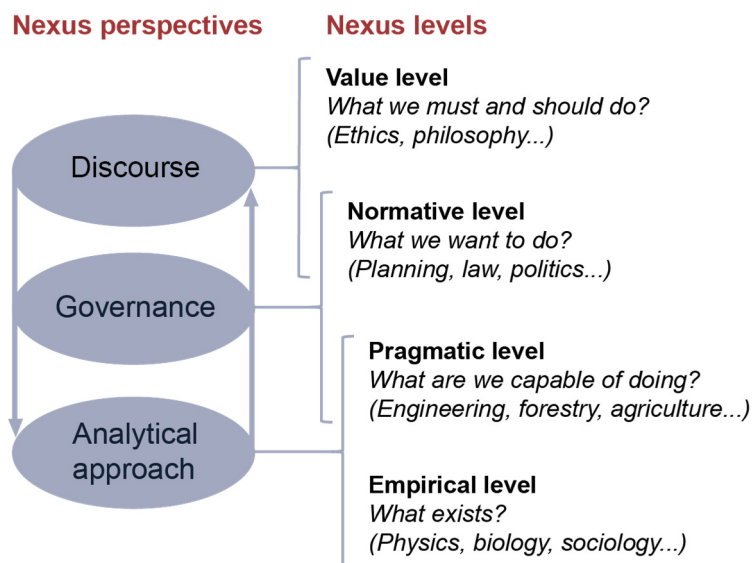 Nexus perspectives
Nexus levels
Discourse
Governance
Analytical
approach
Value level
What we must and should do?
(Ethics, philosophy...)
Normative level
What we want to do?
(Planning, law, politics...)
Pragmatic level
What are we capable of doing?
(Engineering, forestry, agriculture...)
Empirical level
What exists?
(Physics, biology, sociology...)